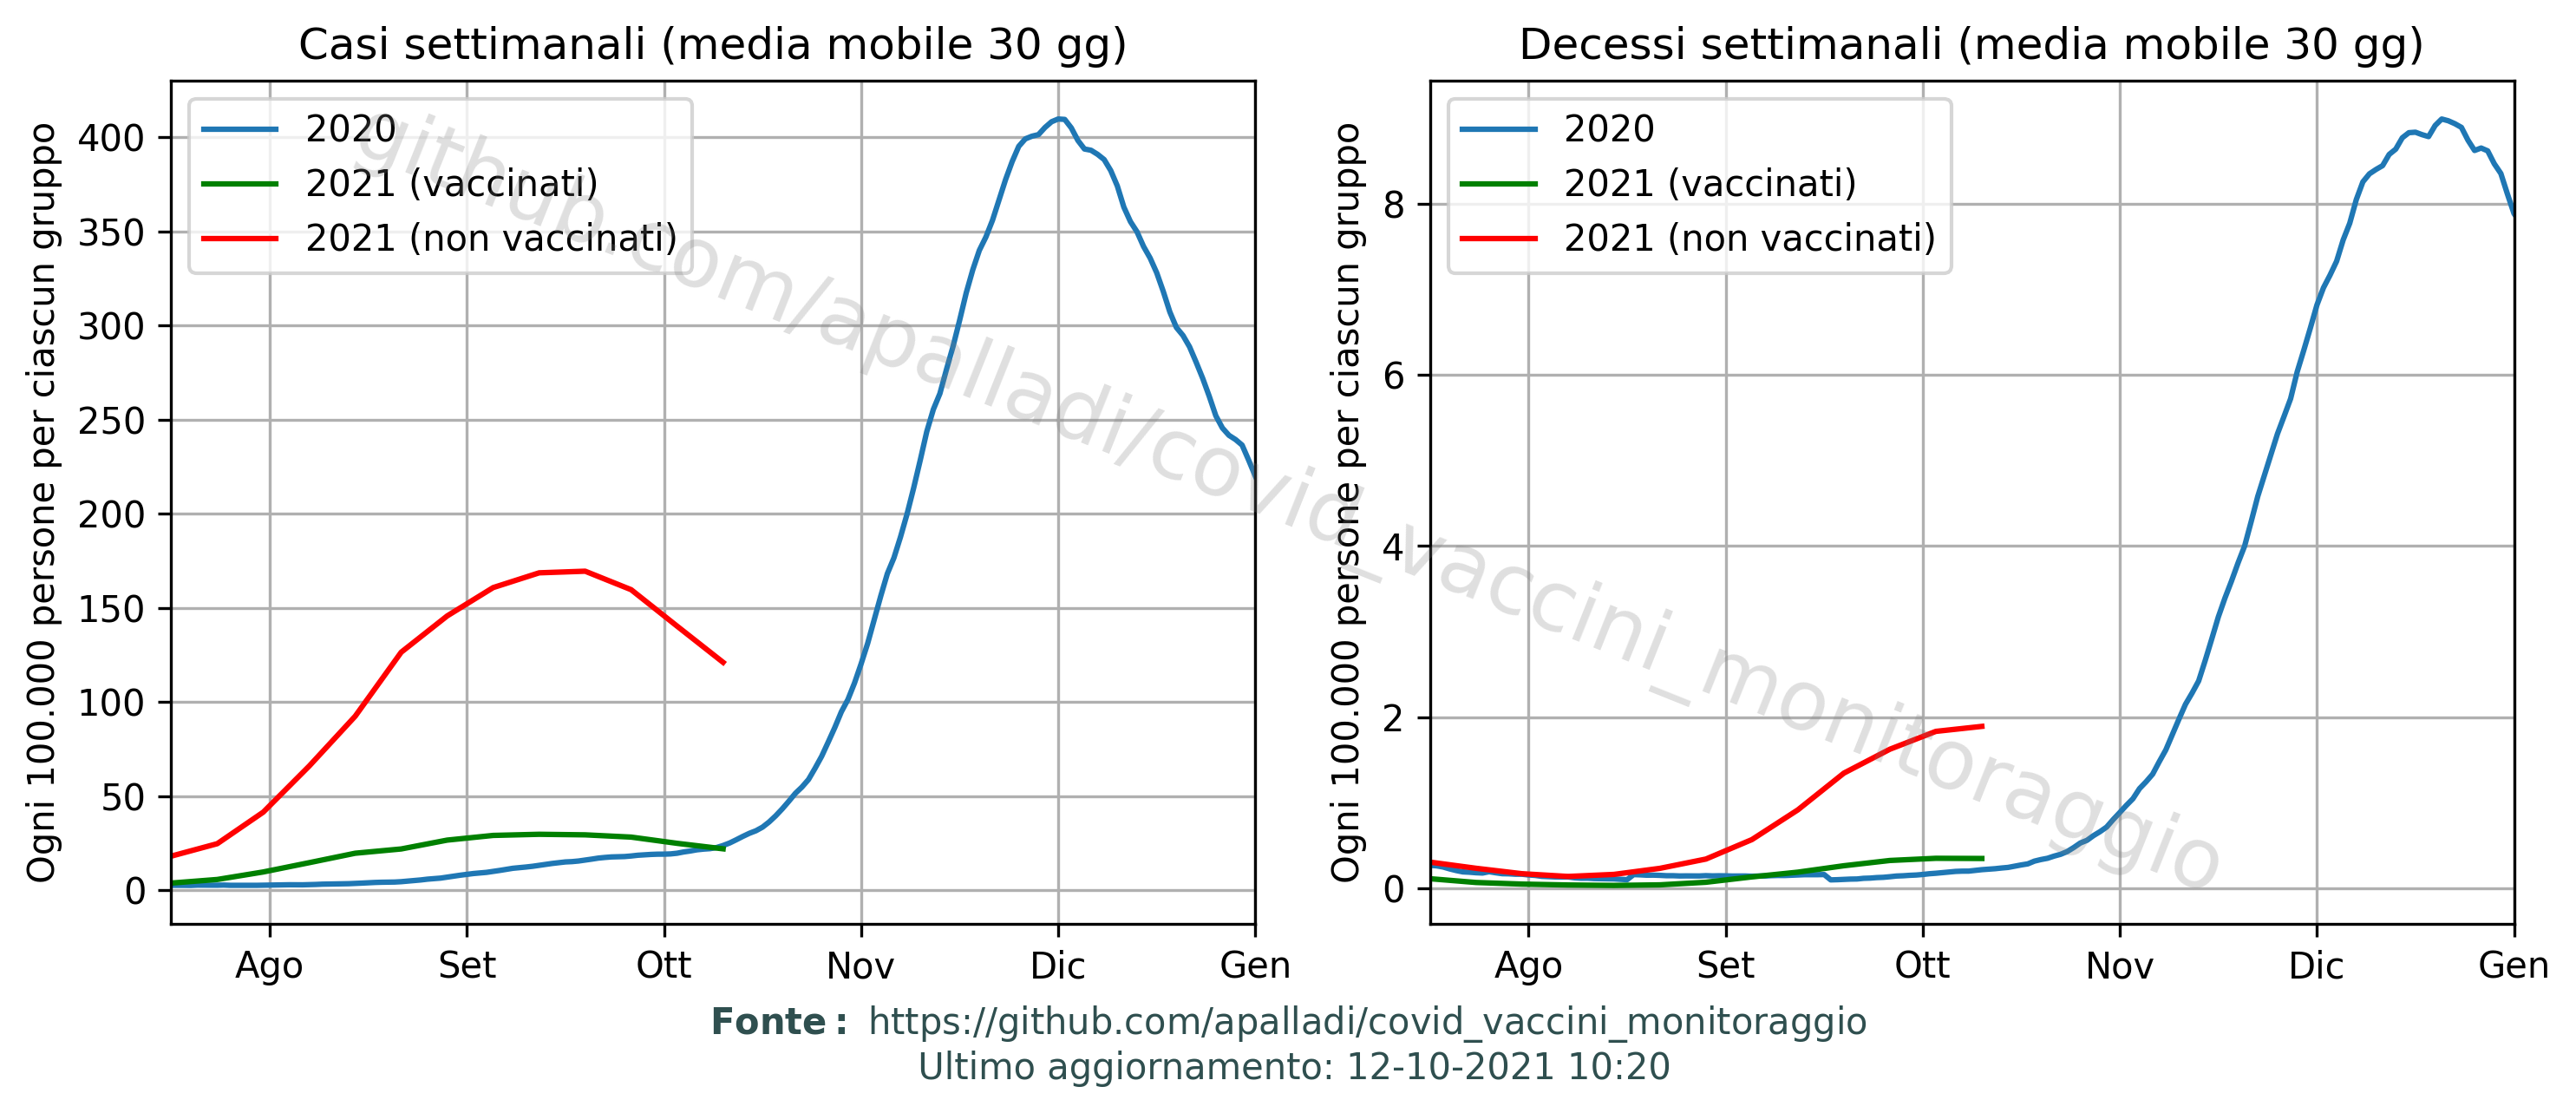 Casi settimanali (media mobile 30 gg)
Ogni 100.000 persone per ciascun gruppo
400
350
300
250
200
150
100
50
0
2020
2021 (vaccinati)
2021 (non vaccinati)
Ago Set Ott Nov Dic Gen
Decessi settimanali (media mobile 30 gg)
Ogni 100.000 persone per ciascun gruppo
8
6
4
2
0
2020
2021 (vaccinati)
2021 (non vaccinati)
Ago Set Ott Nov Dic Gen
github.com/apalladi/covid_vaccini_monitoraggio
Fonte: https://github.com/apalladi/covid_vaccini_monitoraggio
Ultimo aggiornamento: 12-10-2021 10:20